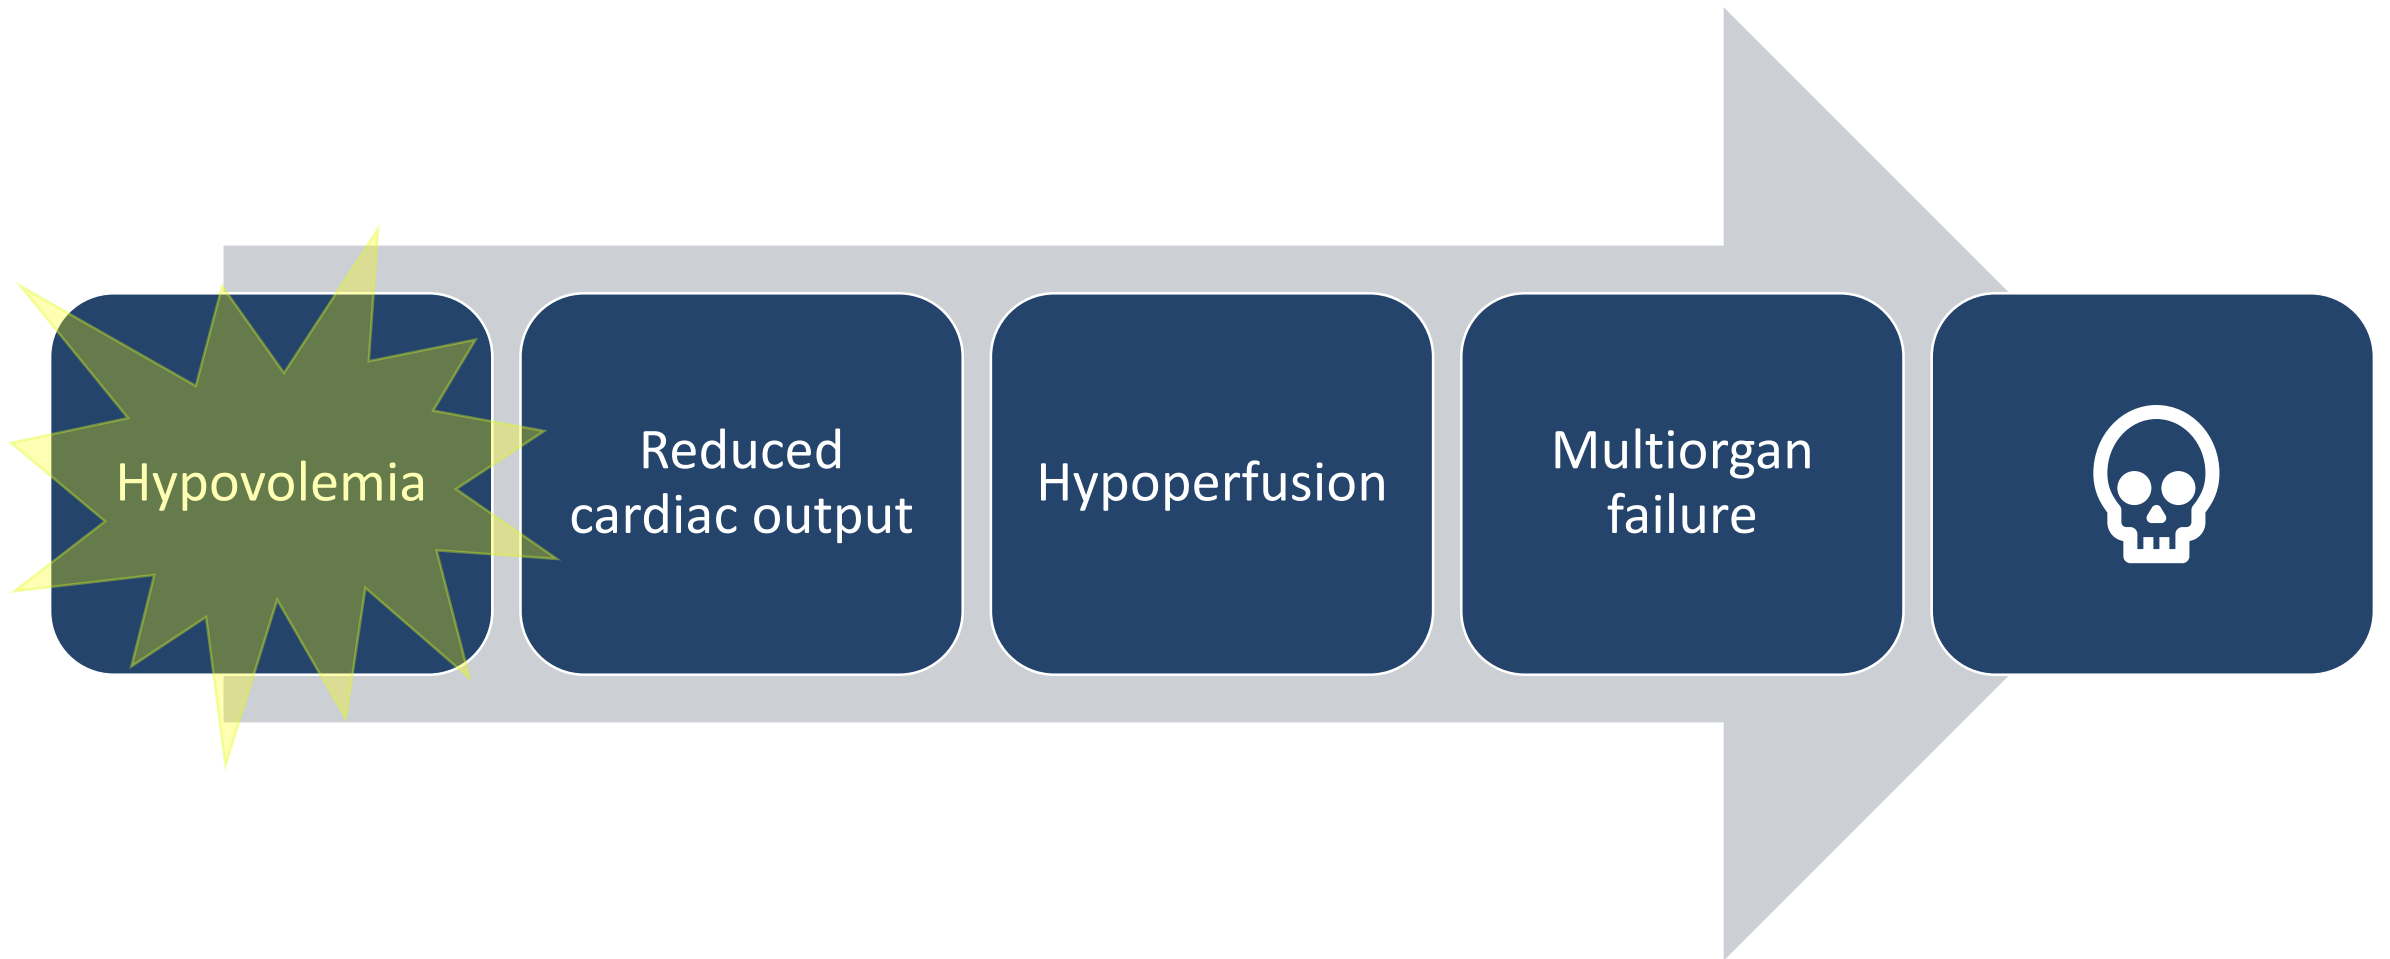 Hypovolemia
Reduced
cardiac output
Hypoperfusion
Multiorgan
failure